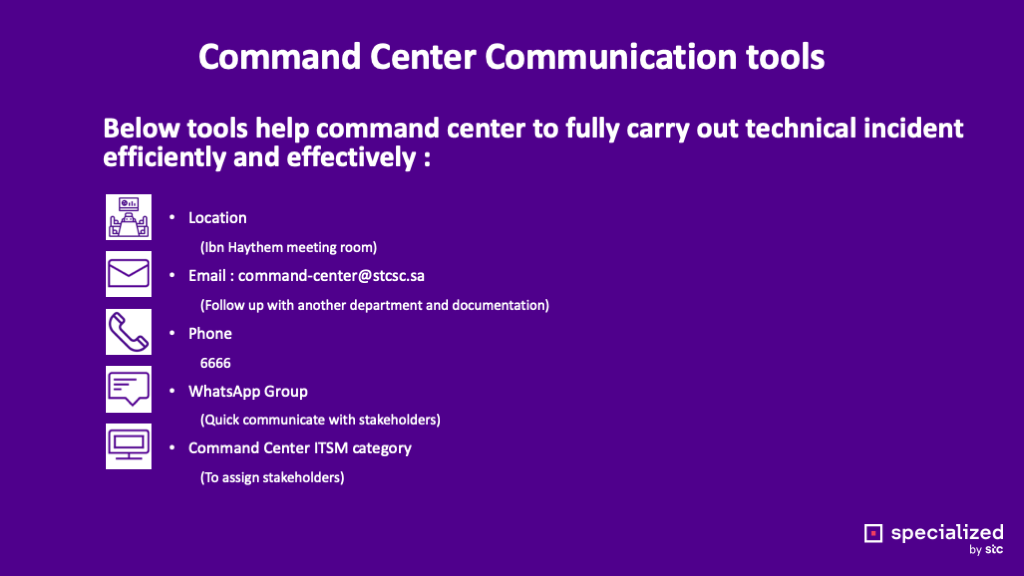 Command Center Communication tools
Below tools help command center to fully carry out technical incident
efficiently and effectively :
• Location
(Ibn Haythem meeting room)
• Email : command-center@stcsc.sa
(Follow up with another department and documentation)
• Phone
6666
• WhatsApp Group
(Quick communicate with stakeholders)
• Command Center ITSM category
(To assign stakeholders)
specialized
by stc